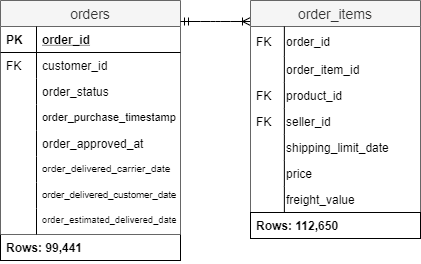 orders
PK order_id
FK customer_id
order_status
order_purchase_timestamp
order_approved_at
order_delivered_carrier_date
order_delivered_customer_date
order_estimated_delivered_date
Rows: 99,441
order_items
FK order_id
order_item_id
FK product_id
FK seller_id
shipping_limit_date
price
freight_value
Rows: 112,650